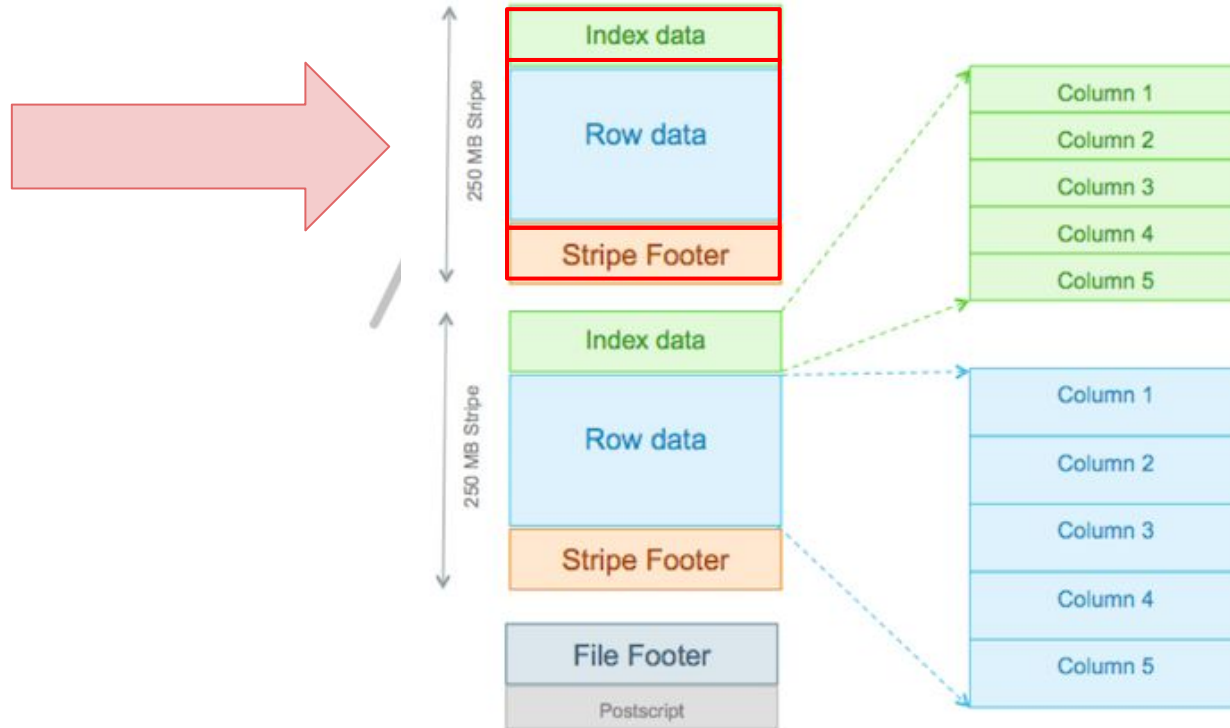 250 MB Stripe
Index data
Row data
Stripe Footer
250 MB Stripe
Index data
Row data
Stripe Footer
File Footer
Postscript
Column 1
Column 2
Column 3
Column 4
Column 5
Column 1
Column 2
Column 3
Column 4
Column 5